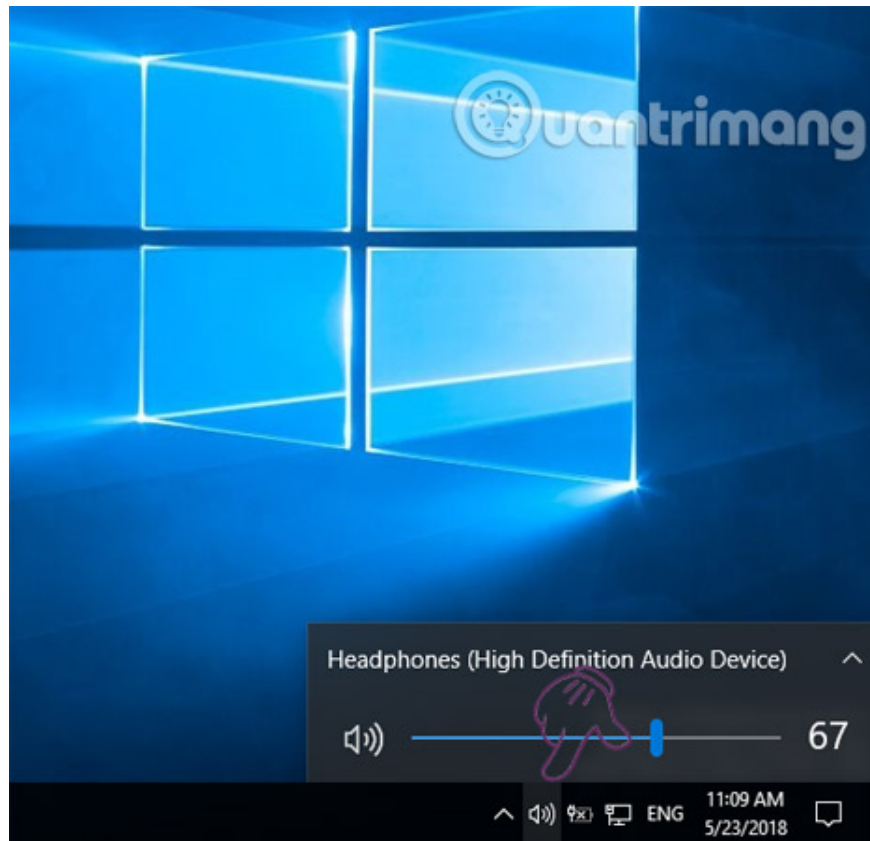 Quantrimang
Headphones (High Definition Audio Device)
67
ENG
11:09 AM
5/23/2018